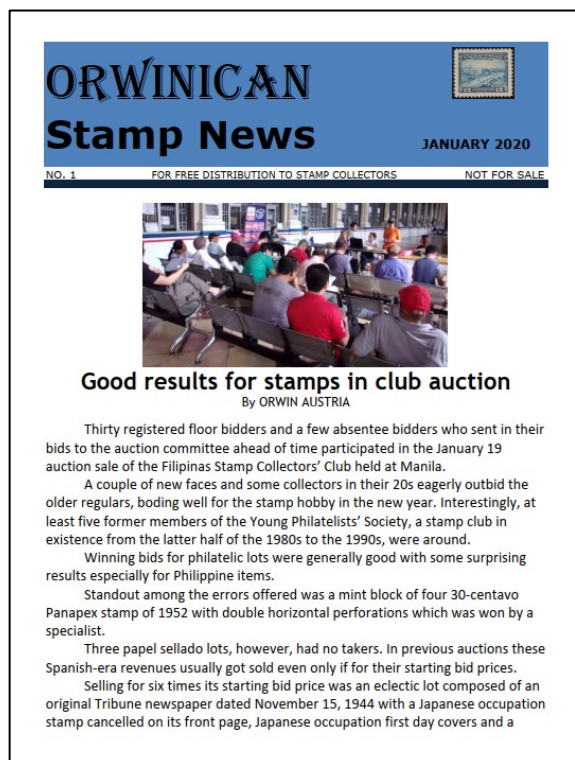 ORWINICAN
Stamp News
JANUARY 2020
NO. 1 FOR FREE DISTRIBUTION TO STAMP COLLECTORS NOT FOR SALE
Good results for stamps in club auction
By ORWIN AUSTRIA
Thirty registered floor bidders and a few absentee bidders who sent in their
bids to the auction committee ahead of time participated in the January 19
auction sale of the Filipinas Stamp Collectors' Club held at Manila.
A couple of new faces and some collectors in their 20s eagerly outbid the
older regulars, boding well for the stamp hobby in the new year. Interestingly, at
least five former members of the Young Philatelists' Society, a stamp club in
existence from the latter half of the 1980s to the 1990s, were around.
Winning bids for philatelic lots were generally good with some surprising
results especially for Philippine items.
Standout among the errors offered was a mint block of four 30-centavo
Panapex stamp of 1952 with double horizontal perforations which was won by a
specialist.
Three papel sellado lots, however, had no takers. In previous auctions these
Spanish-era revenues usually got sold even only if for their starting bid prices.
Selling for six times its starting bid price was an eclectic lot composed of an
original Tribune newspaper dated November 15, 1944 with a Japanese occupation
stamp cancelled on its front page, Japanese occupation first day covers and a